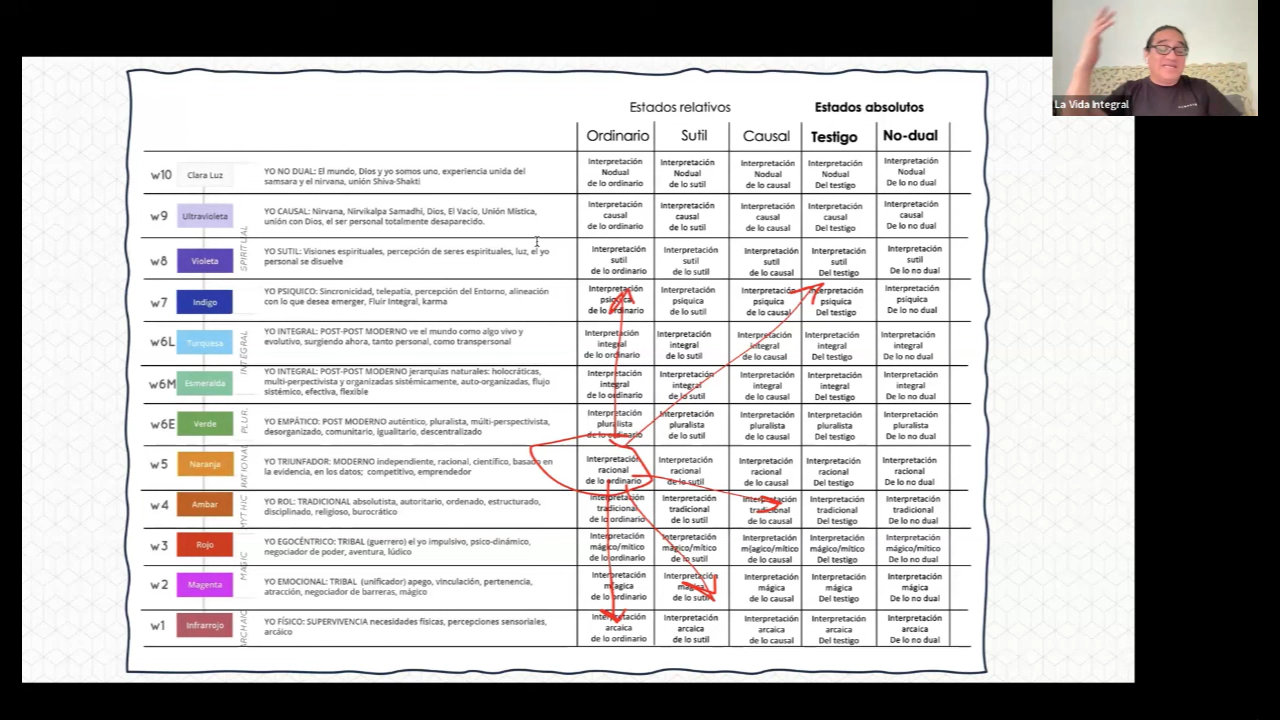 La Vida Integral
Estados relativos
Estados absolutos
Ordinario
Sutil
Causal
Testigo
No-dual
w10
Clara Luz
YO NO DUAL: El mundo, Dios y yo somos uno, experiencia unida del
samsara y el nirvana, unión Shiva-Shakti
Interpretación
Nodual
de lo ordinario
Interpretación
Nodual
de lo sutil
Interpretación
Nodual
de lo causal
Interpretación
Nodual
Del testigo
Interpretación
Nodual
De lo no dual
w9
Ultravioleta
YO CAUSAL: Nirvana, Nirvikalpa Samadhi, Dios, El Vacío, Unión Mística,
unión con Dios, el ser personal totalmente desaparecido.
Interpretación
causal
de lo ordinario
Interpretación
causal
de lo sutil
Interpretación
causal
de lo causal
Interpretación
causal
Del testigo
Interpretación
causal
De lo no dual
w8
Violeta
YO SUTIL: Visiones espirituales, percepción de seres espirituales, luz, el yo
personal se disuelve
Interpretación
sutil
de lo ordinario
Interpretación
sutil
de lo sutil
Interpretación
sutil
de lo causal
Interpretación
sutil
Del testigo
Interpretación
sutil
De lo no dual
SPIRITUAL
w7
Indigo
YO PSIQUICO: Sincronicidad, telepatía, percepción del Entorno, alineación
con lo que desea emerger, Fluir Integral, karma
Interpretación
psiquica
de lo ordinario
Interpretación
psiquica
de lo sutil
Interpretación
psiquica
de lo causal
Interpretación
psiquica
Del testigo
Interpretación
psiquica
De lo no dual
w6L
Turquesa
YO INTEGRAL: POST-POST MODERNO ve el mundo como algo vivo y
evolutivo, surgiendo ahora, tanto personal, como transpersonal
Interpretación
integral
de lo ordinario
Interpretación
integral
de lo sutil
Interpretación
integral
de lo causal
Interpretación
integral
Del testigo
Interpretación
integral
De lo no dual
INTEGRAL
w6M
Esmeralda
YO INTEGRAL: POST-POST MODERNO jerarquías naturales: holocráticas,
multi-perpectivista y organizadas sistémicamente, auto-organizadas, flujo
sistémico, efectiva, flexible
Interpretación
integral
de lo ordinario
Interpretación
integral
de lo sutil
Interpretación
integral
de lo causal
Interpretación
integral
Del testigo
Interpretación
integral
De lo no dual
w6E
Verde
PLUR.
YO EMPÁTICO: POST MODERNO auténtico, pluralista, múlti-perspectivista,
desorganizado, comunitario, igualitario, descentralizado
Interpretación
pluralista
de lo ordinario
Interpretación
pluralista
de lo sutil
Interpretación
pluralista
de lo causal
Interpretación
pluralista
Del testigo
Interpretación
pluralista
De lo no dual
w5
Naranja
RATIONAL
YO TRIUNFADOR: MODERNO independiente, racional, científico, basado en
la evidencia, en los datos; competitivo, emprendedor
Interpretación
racional
de lo ordinario
Interpretación
racional
de lo sutil
Interpretación
racional
de lo causal
Interpretación
racional
Del testigo
Interpretación
racional
De lo no dual
w4
Ambar
MYTHIC
YO ROL: TRADICIONAL absolutista, autoritario, ordenado, estructurado,
disciplinado, religioso, burocrático
Interpretación
tradicional
de lo ordinario
Interpretación
tradicional
de lo sutil
Interpretación
tradicional
de lo causal
Interpretación
tradicional
Del testigo
Interpretación
tradicional
De lo no dual
w3
Rojo
YO EGOCÉNTRICO: TRIBAL (guerrero) el yo impulsivo, psico-dinámico,
negociador de poder, aventura, lúdico
Interpretación
mágico/mítico
de lo ordinario
Interpretación
mágico/mítico
de lo sutil
Interpretación
m{agico/mítico
de lo causal
Interpretación
mágico/mítico
Del testigo
Interpretación
mágico/mítico
De lo no dual
MAGIC
w2
Magenta
YO EMOCIONAL: TRIBAL (unificador) apego, vinculación, pertenencia,
atracción, negociador de barreras, mágico
Interpretación
m{agica
de lo ordinario
Interpretación
mágica
de lo sutil
Interpretación
mágica
de lo causal
Interpretación
mágica
Del testigo
Interpretación
mágica
De lo no dual
w1
Infrarrojo
ARCHAIC
YO FÍSICO: SUPERVIVENCIA necesidades físicas, percepciones sensoriales,
arcáico
Interpretación
arcaica
de lo ordinario
Interpretación
arcaica
de lo sutil
Interpretación
arcaica
de lo causal
Interpretación
arcaica
Del testigo
Interpretación
arcaica
De lo no dual